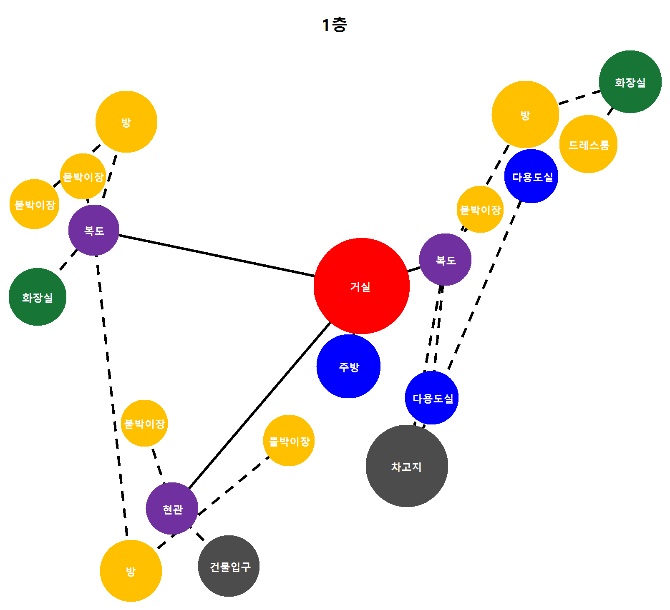 1층
화장실
방
방
드레스룸
다용도실
붙박이장
붙박이장
붙박이장
복도
복도
거실
화장실
주방
다용도실
붙박이장
붙박이장
차고지
현관
방
건물입구